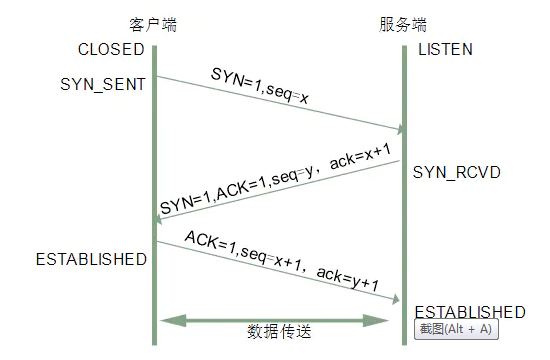 客户端
服务端
CLOSED
LISTEN
SYN_SENT
SYN=1,seq=x
SYN=1,ACK=1,seq=y，ack=x+1
SYN_RCVD
ACK=1,seq=x+1，ack=y+1
ESTABLISHED
ESTABLISHED
截图(Alt + A)
数据传送